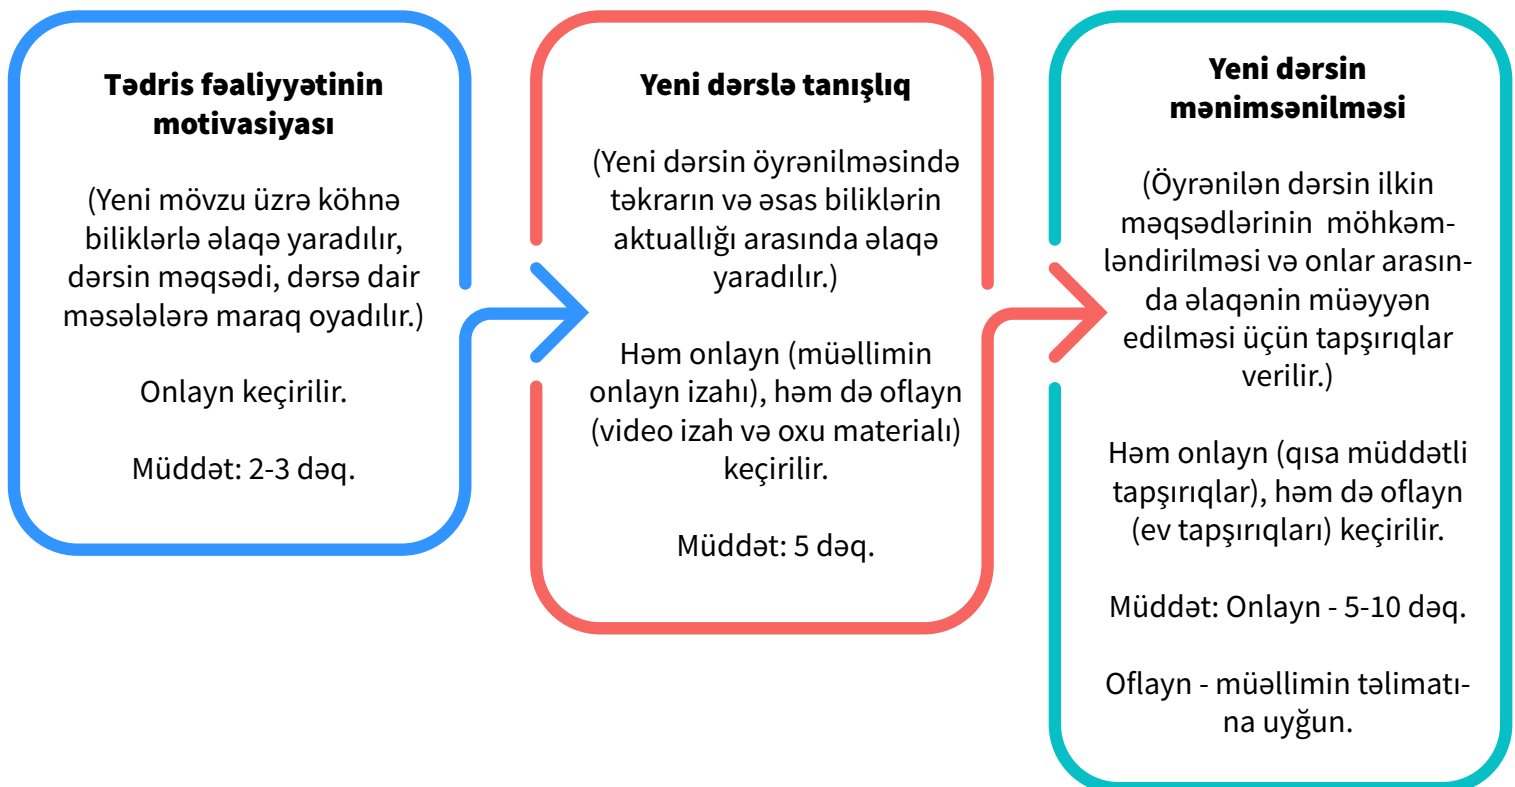 Tədris fəaliyyətinin
motivasiyası
(Yeni mövzu üzrə köhnə
biliklərlə əlaqə yaradılır,
dərsin məqsədi, dərsə dair
məsələlərə maraq oyadılır.)
Onlayn keçirilir.
Müddət: 2-3 dəq.
Yeni dərslə tanışlıq
(Yeni dərsin öyrənilməsində
təkrarın və əsas biliklərin
aktuallığı arasında əlaqə
yaradılır.)
Həm onlayn (müəllimin
onlayn izahı), həm də oflayn
(video izah və oxu materialı)
keçirilir.
Müddət: 5 dəq.
Yeni dərsin
mənimsənilməsi
(Öyrənilən dərsin ilkin
məqsədlərinin  möhkəm-
ləndirilməsi və onlar arasın-
da əlaqənin müəyyən
edilməsi üçün tapşırıqlar
verilir.)
Həm onlayn (qısa müddətli
tapşırıqlar), həm də oflayn
(ev tapşırıqları) keçirilir.
Müddət: Onlayn - 5-10 dəq.
Oflayn - müəllimin təlimatı-
na uyğun.